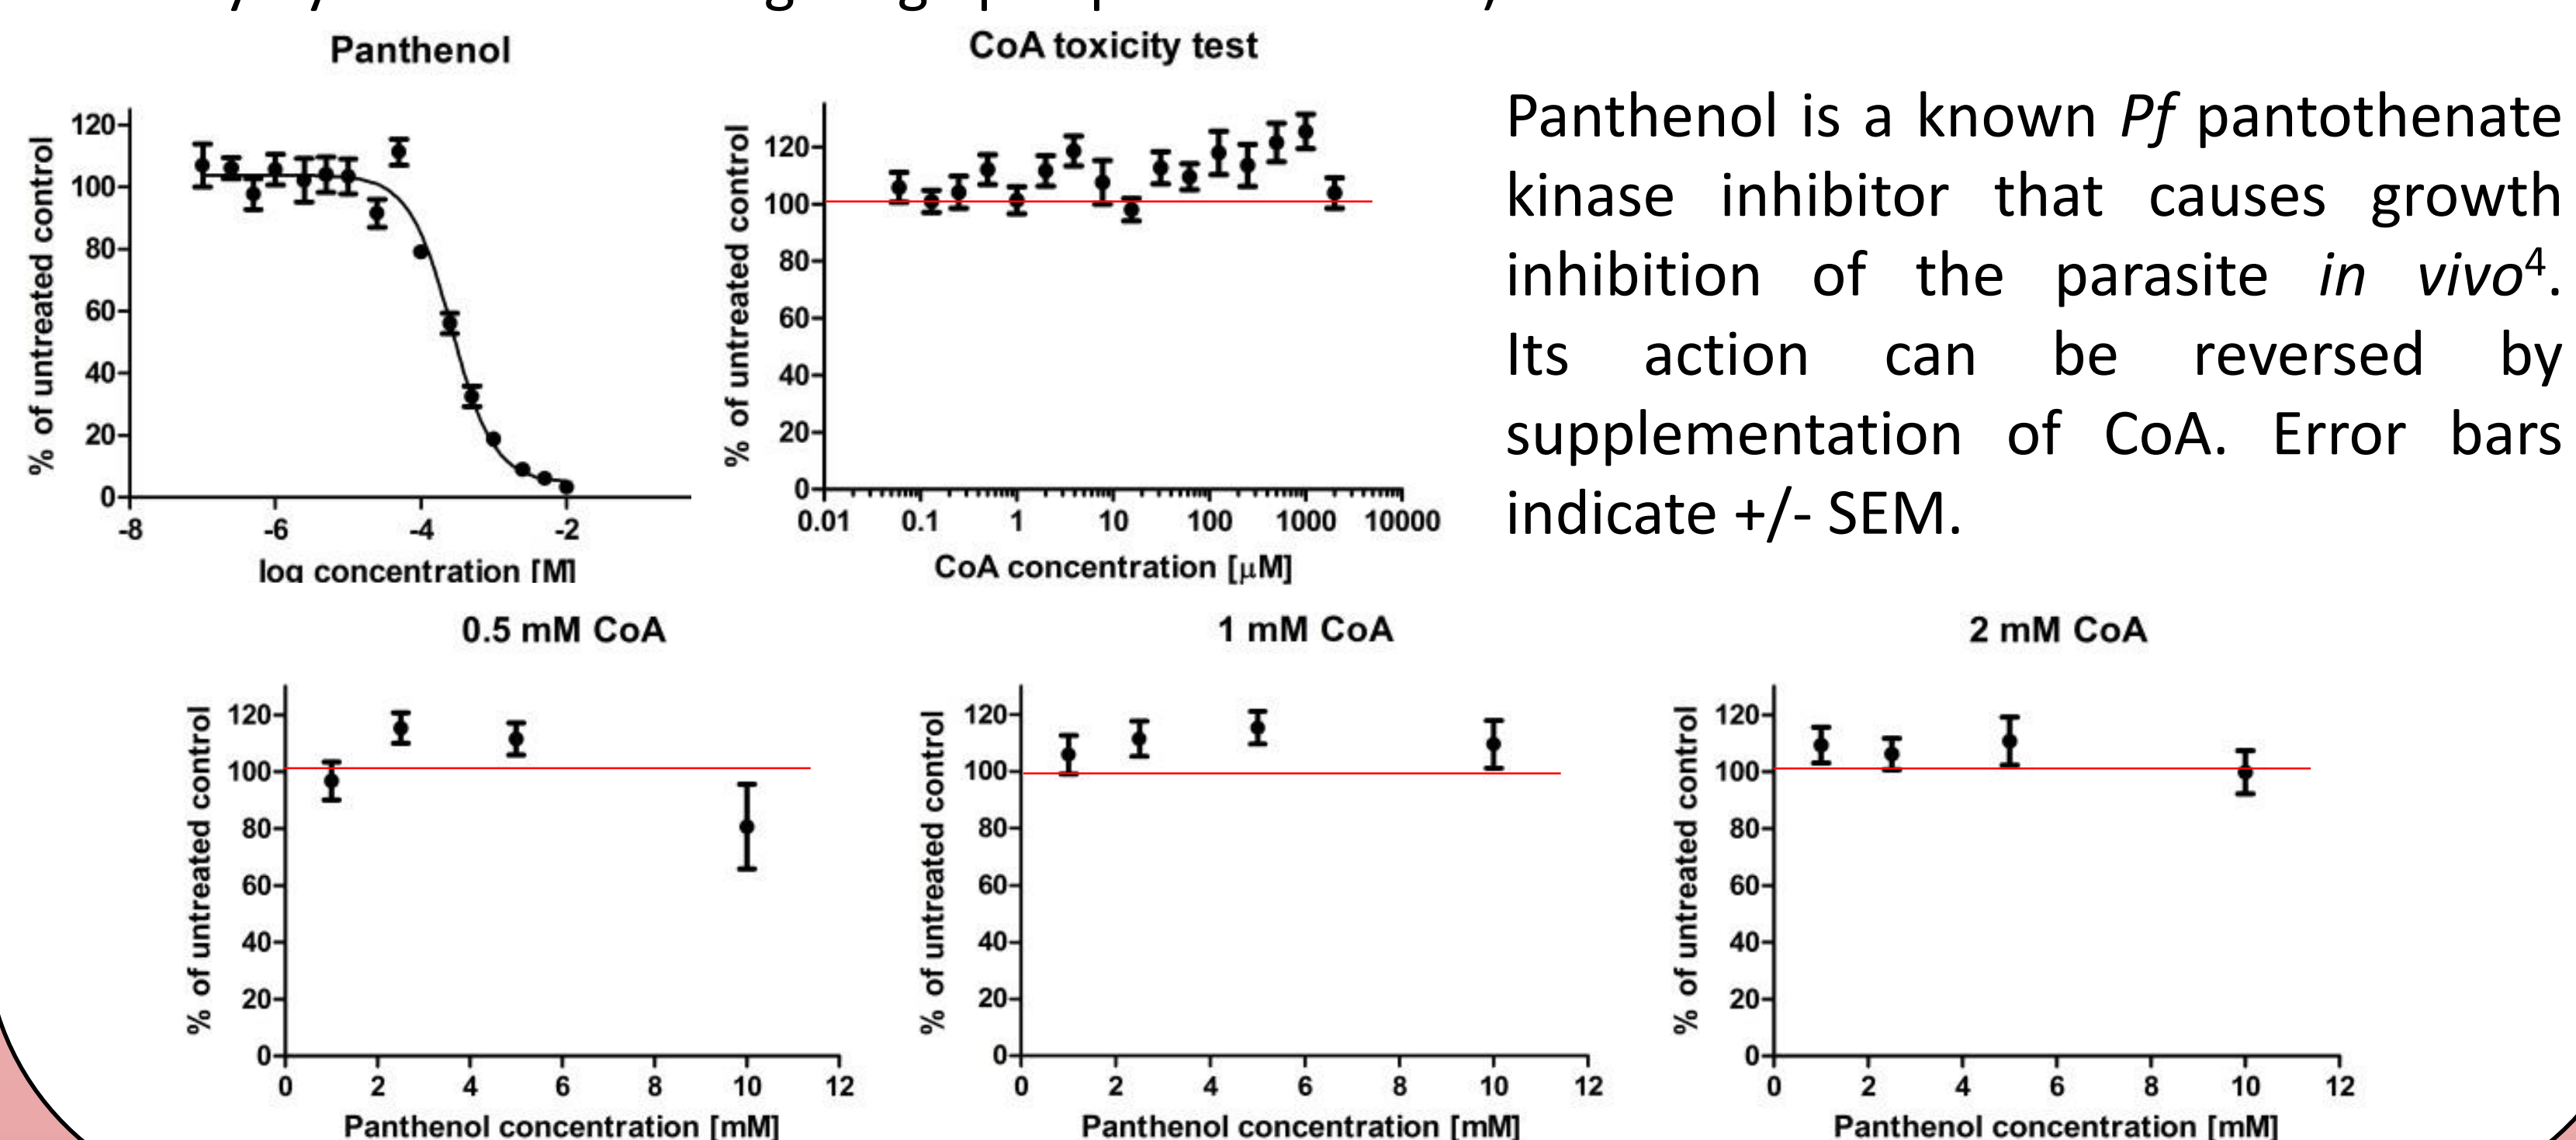 Panthenol
% of untreated control
120
100
80
60
40
20
0
-8 -6 -4 -2
log concentration [M]
CoA toxicity test
% of untreated control
120
100
80
60
40
20
0
0.01 0.1 1 10 100 1000 10000
CoA concentration [μM]
Panthenol is a known Pf pantothenate
kinase inhibitor that causes growth
inhibition of the parasite in vivo⁴.
Its action can be reversed by
supplementation of CoA. Error bars
indicate +/- SEM.
0.5 mM CoA
% of untreated control
120
100
80
60
40
20
0
0 2 4 6 8 10 12
Panthenol concentration [mM]
1 mM CoA
% of untreated control
120
100
80
60
40
20
0
0 2 4 6 8 10 12
Panthenol concentration [mM]
2 mM CoA
% of untreated control
120
100
80
60
40
20
0
0 2 4 6 8 10 12
Panthenol concentration [mM]